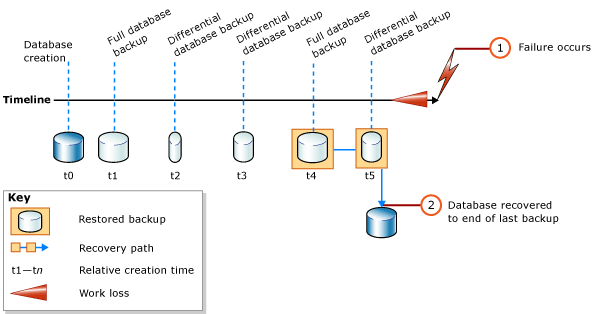 Database
creation
Full database
backup
Differential
database backup
Differential
database backup
Full database
backup
Differential
database backup
1
Failure occurs
Timeline
t0
t1
t2
t3
t4
t5
2
Database recovered
to end of last backup
Key
Restored backup
Recovery path
t1—tn
Relative creation time
Work loss